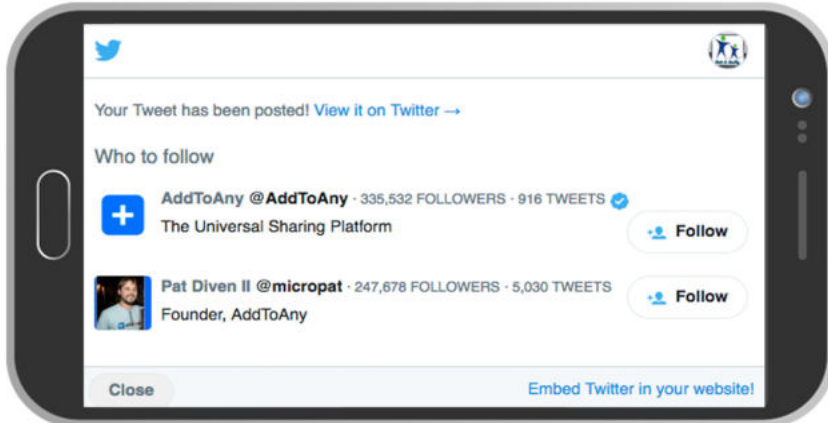 Your Tweet has been posted! View it on Twitter →
Who to follow
AddToAny @AddToAny · 335,532 FOLLOWERS · 916 TWEETS
The Universal Sharing Platform
Follow
Pat Diven II @micropat · 247,678 FOLLOWERS · 5,030 TWEETS
Founder, AddToAny
Follow
Close
Embed Twitter in your website!